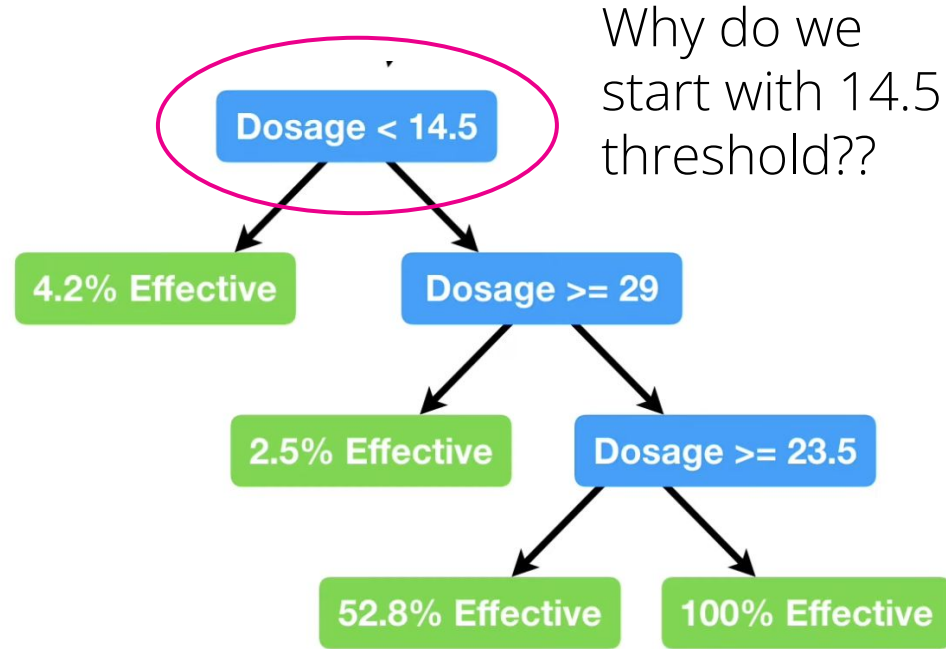 Why do we
start with 14.5
threshold??
Dosage < 14.5
4.2% Effective
Dosage >= 29
2.5% Effective
Dosage >= 23.5
52.8% Effective
100% Effective